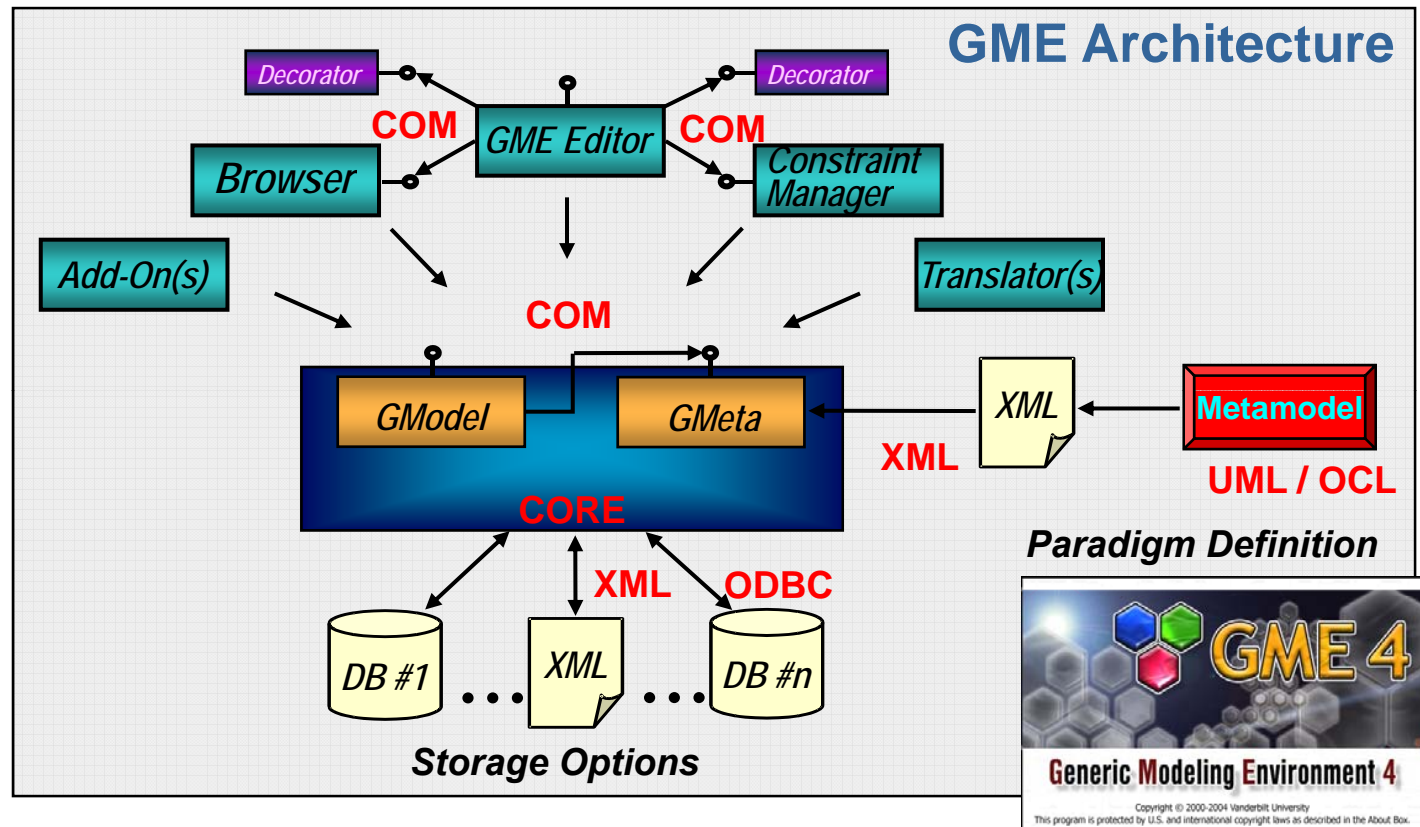 GME Architecture
Decorator
Decorator
COM
GME Editor
COM
Browser
Constraint
Manager
Add-On(s)
Translator(s)
COM
GModel
GMeta
XML
Metamodel
XML
UML / OCL
CORE
Paradigm Definition
XML
ODBC
DB #1
XML
DB #n
Storage Options
GME 4
Generic Modeling Environment 4
Copyright © 2000-2004 Vanderbilt University
This program is protected by U.S. and international copyright laws as described in the About Box.